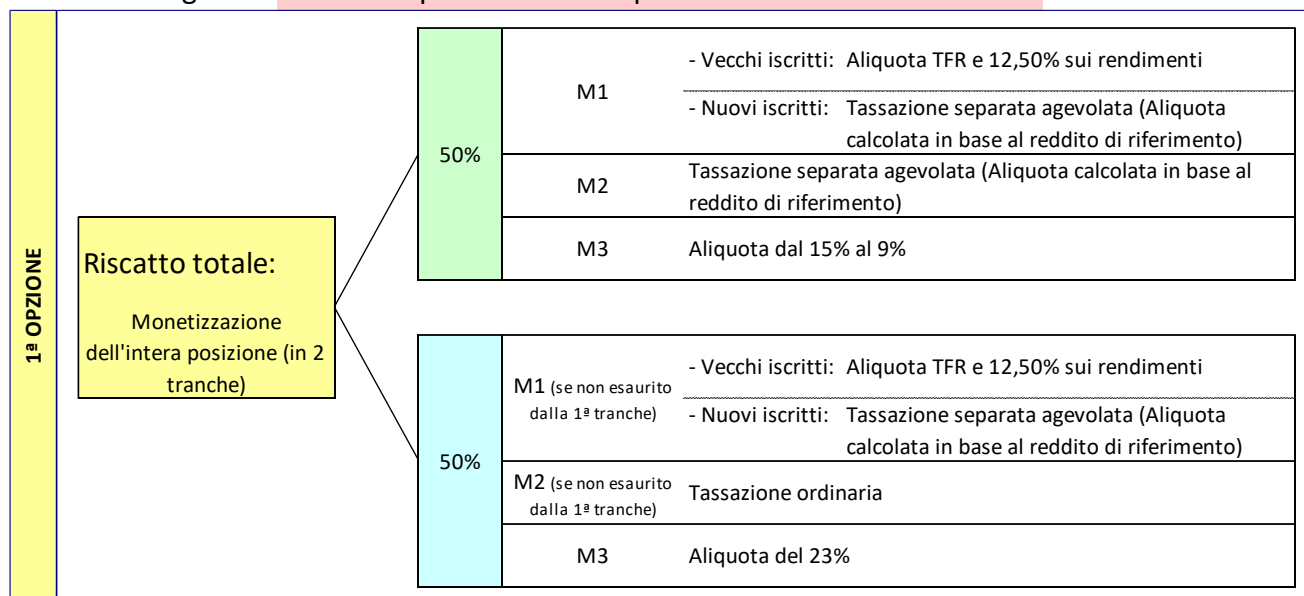 1ª OPZIONE
Riscatto totale:
Monetizzazione
dell'intera posizione (in 2
tranche)
50%
M1
- Vecchi iscritti: Aliquota TFR e 12,50% sui rendimenti
- Nuovi iscritti: Tassazione separata agevolata (Aliquota
calcolata in base al reddito di riferimento)
M2
Tassazione separata agevolata (Aliquota calcolata in base al
reddito di riferimento)
M3
Aliquota dal 15% al 9%
50%
M1 (se non esaurito
dalla 1ª tranche)
- Vecchi iscritti: Aliquota TFR e 12,50% sui rendimenti
- Nuovi iscritti: Tassazione separata agevolata (Aliquota
calcolata in base al reddito di riferimento)
M2 (se non esaurito
dalla 1ª tranche)
Tassazione ordinaria
M3
Aliquota del 23%